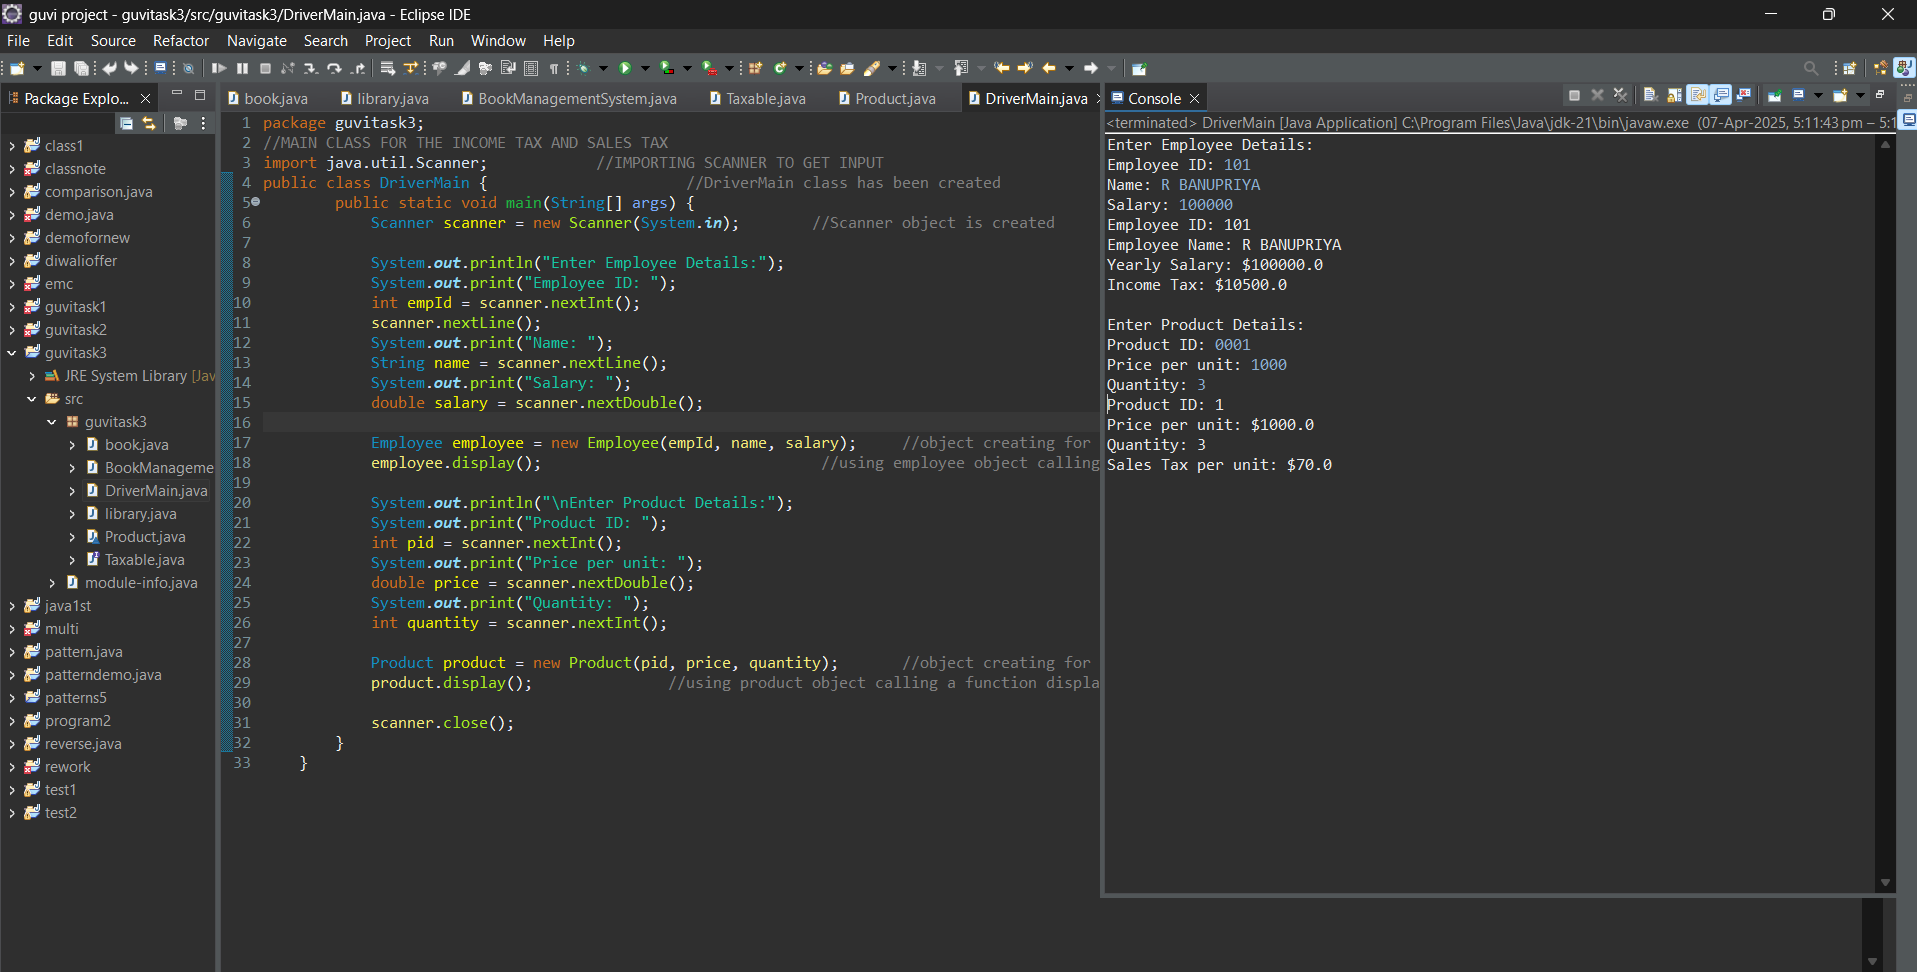 guvi project - guvitask3/src/guvitask3/DriverMain.java - Eclipse IDE
File Edit Source Refactor Navigate Search Project Run Window Help
Package Explo...
class1
classnote
comparison.java
demo.java
demofornew
diwalioffer
emc
guvitask1
guvitask2
guvitask3
JRE System Library [Jav
src
guvitask3
book.java
BookManageme
DriverMain.java
library.java
Product.java
Taxable.java
module-info.java
java1st
multi
pattern.java
patterndemo.java
patterns5
program2
reverse.java
rework
test1
test2
book.java library.java BookManagementSystem.java Taxable.java Product.java DriverMain.java
1 package guvitask3;
2 //MAIN CLASS FOR THE INCOME TAX AND SALES TAX
3 import java.util.Scanner; //IMPORTING SCANNER TO GET INPUT
4 public class DriverMain { //DriverMain class has been created
5 public static void main(String[] args) {
6 Scanner scanner = new Scanner(System.in); //Scanner object is created
7
8 System.out.println("Enter Employee Details:");
9 System.out.print("Employee ID: ");
10 int empId = scanner.nextInt();
11 scanner.nextLine();
12 System.out.print("Name: ");
13 String name = scanner.nextLine();
14 System.out.print("Salary: ");
15 double salary = scanner.nextDouble();
16
17 Employee employee = new Employee(empId, name, salary); //object creating for
18 employee.display(); //using employee object calling
19
20 System.out.println("\nEnter Product Details:");
21 System.out.print("Product ID: ");
22 int pid = scanner.nextInt();
23 System.out.print("Price per unit: ");
24 double price = scanner.nextDouble();
25 System.out.print("Quantity: ");
26 int quantity = scanner.nextInt();
27
28 Product product = new Product(pid, price, quantity); //object creating for
29 product.display(); //using product object calling a function displa
30
31 scanner.close();
32 }
33 }
Console
<terminated> DriverMain [Java Application] C:\Program Files\Java\jdk-21\bin\javaw.exe (07-Apr-2025, 5:11:43 pm – 5:1
Enter Employee Details:
Employee ID: 101
Name: R BANUPRIYA
Salary: 100000
Employee ID: 101
Employee Name: R BANUPRIYA
Yearly Salary: $100000.0
Income Tax: $10500.0
Enter Product Details:
Product ID: 0001
Price per unit: 1000
Quantity: 3
Product ID: 1
Price per unit: $1000.0
Quantity: 3
Sales Tax per unit: $70.0